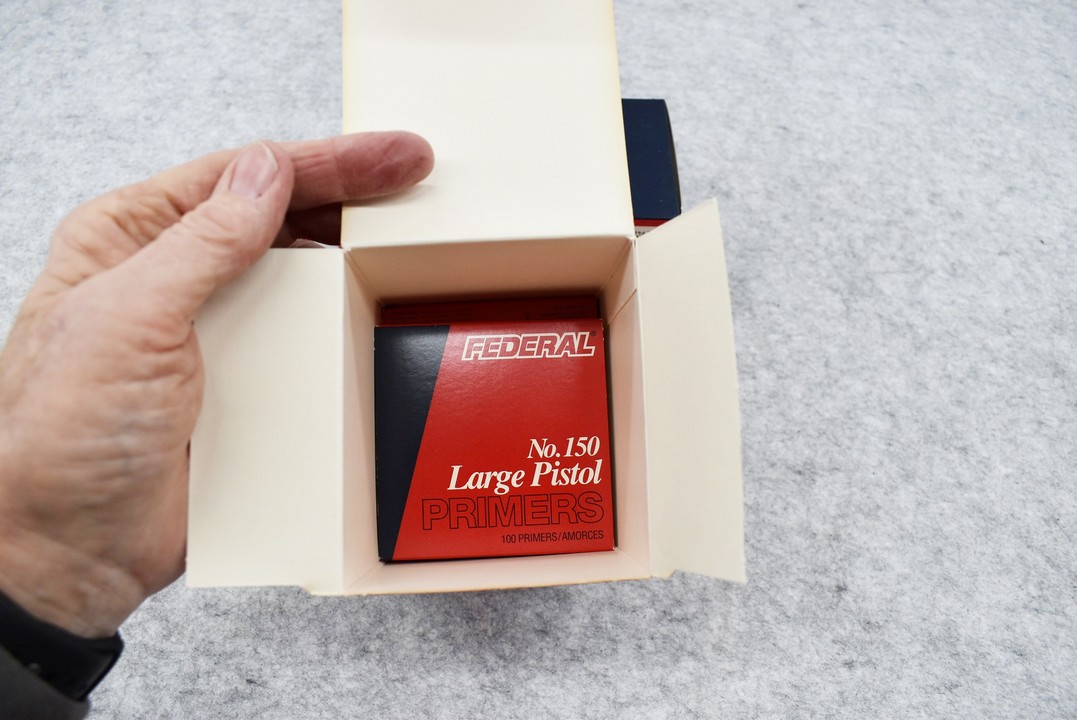 FEDERAL
No. 150
Large Pistol
PRIMERS
100 PRIMERS/AMORCES